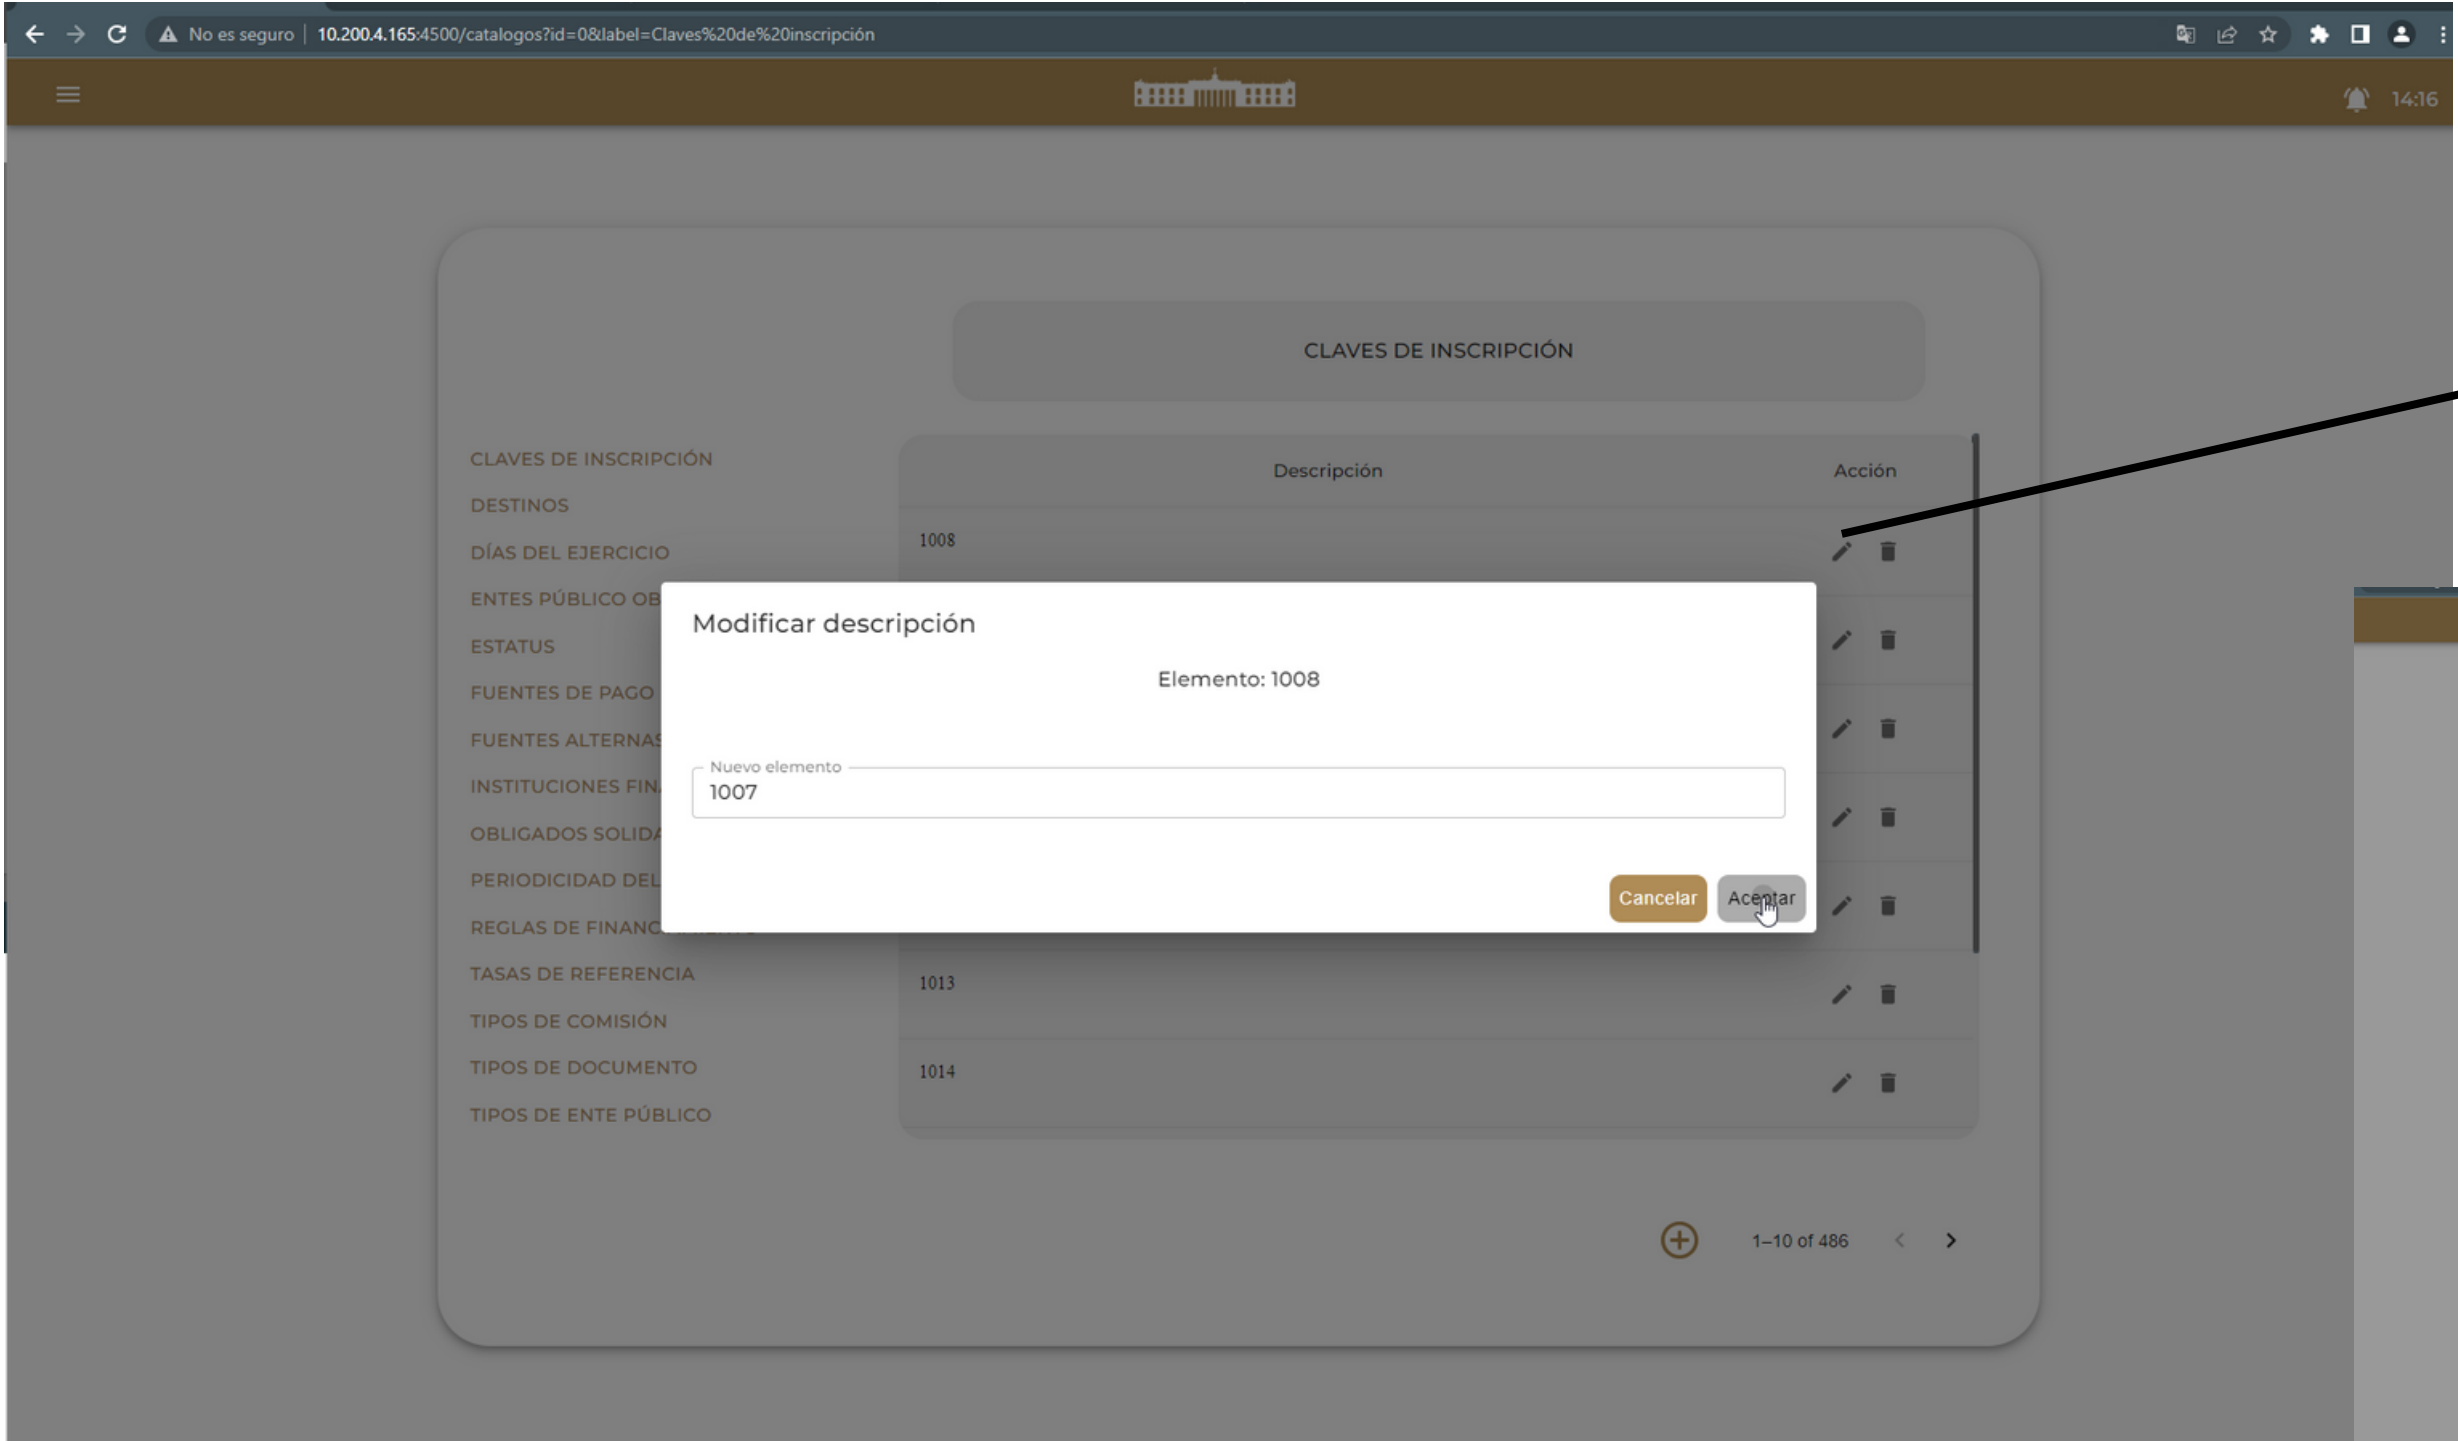 No es seguro | 10.200.4.165:4500/catalogos?id=0&label=Claves%20de%20inscripción
14:16
CLAVES DE INSCRIPCIÓN
CLAVES DE INSCRIPCIÓN
DESTINOS
DÍAS DEL EJERCICIO
ENTES PÚBLICO OB
ESTATUS
FUENTES DE PAGO
FUENTES ALTERNAS
INSTITUCIONES FIN
OBLIGADOS SOLIDA
PERIODICIDAD DEL
REGLAS DE FINANC
TASAS DE REFERENCIA
TIPOS DE COMISIÓN
TIPOS DE DOCUMENTO
TIPOS DE ENTE PÚBLICO
Descripción Acción
1008
Modificar descripción
Elemento: 1008
Nuevo elemento
1007
Cancelar Aceptar
1013
1014
1–10 of 486